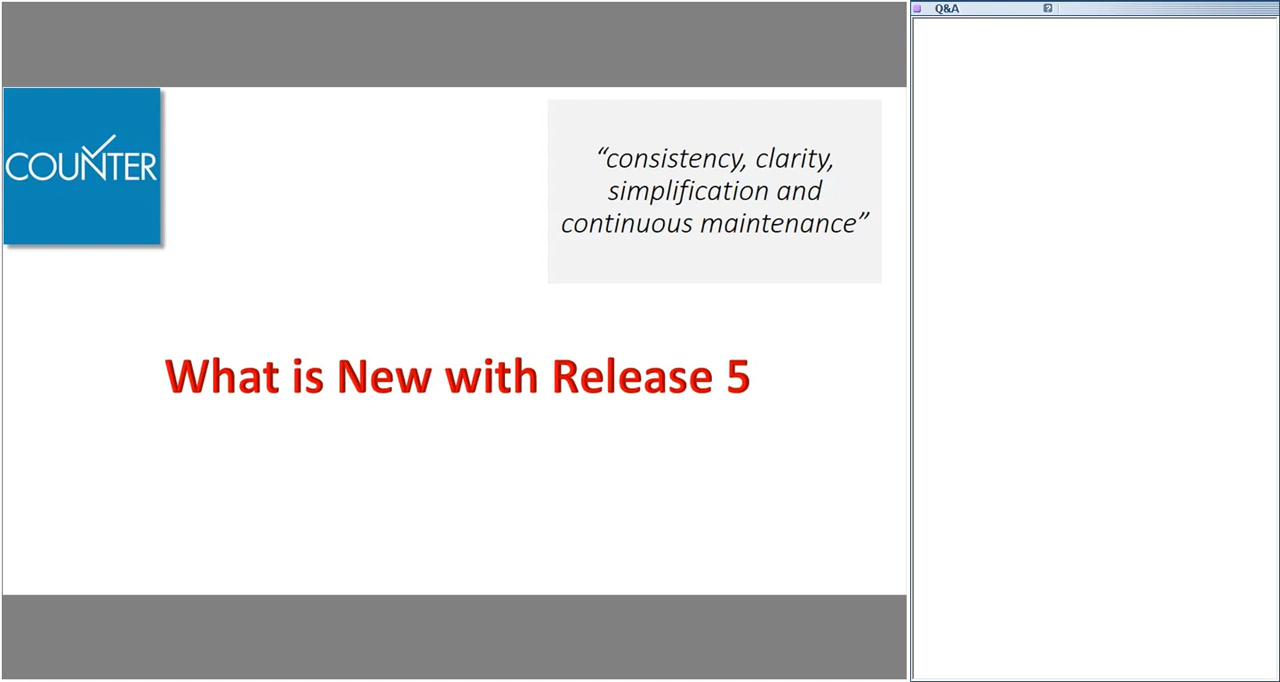 Q&A
COUNTER
“consistency, clarity,
simplification and
continuous maintenance”
What is New with Release 5